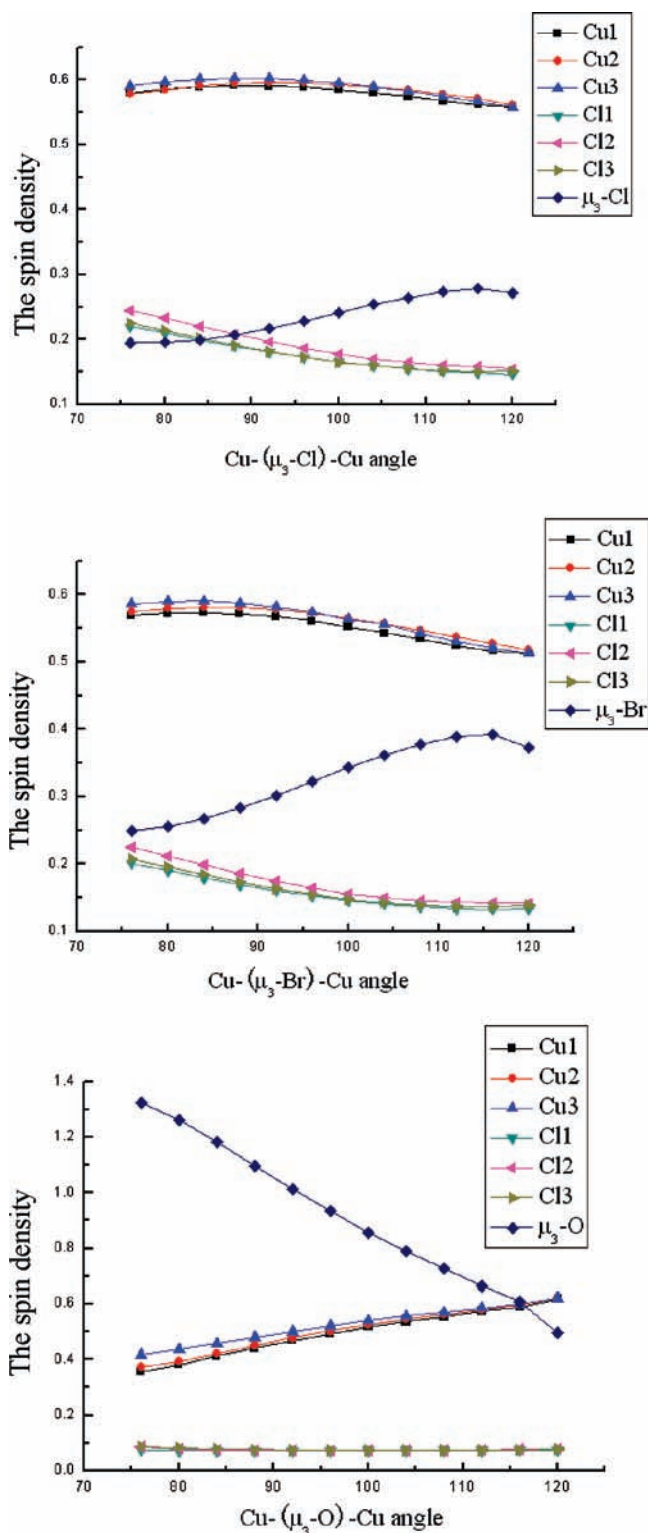 Cu1
Cu2
Cu3
Cl1
Cl2
Cl3
μ₃-Cl
The spin density
0.6
0.5
0.4
0.3
0.2
0.1
70 80 90 100 110 120
Cu- (μ₃-Cl) -Cu angle
Cu1
Cu2
Cu3
Cl1
Cl2
Cl3
μ₃-Br
The spin density
0.6
0.5
0.4
0.3
0.2
0.1
70 80 90 100 110 120
Cu- (μ₃-Br) -Cu angle
Cu1
Cu2
Cu3
Cl1
Cl2
Cl3
μ₃-O
The spin density
1.4
1.2
1.0
0.8
0.6
0.4
0.2
0.0
70 80 90 100 110 120
Cu- (μ₃-O) -Cu angle